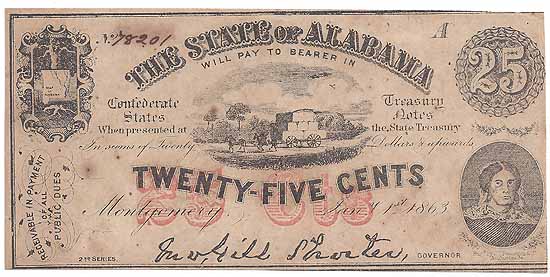 No 78201
A
THE STATE OF ALABAMA
WILL PAY TO BEARER IN
25
Confederate States
Treasury Notes
When presented at
the State Treasury
In sums of Twenty
Dollars & upwards
TWENTY-FIVE CENTS
25 Cts
Montgomery
Jan'y 1st 1863
RECEIVABLE IN PAYMENT
OF ALL
PUBLIC DUES
2nd SERIES.
Jno. Gill Shorter,
GOVERNOR